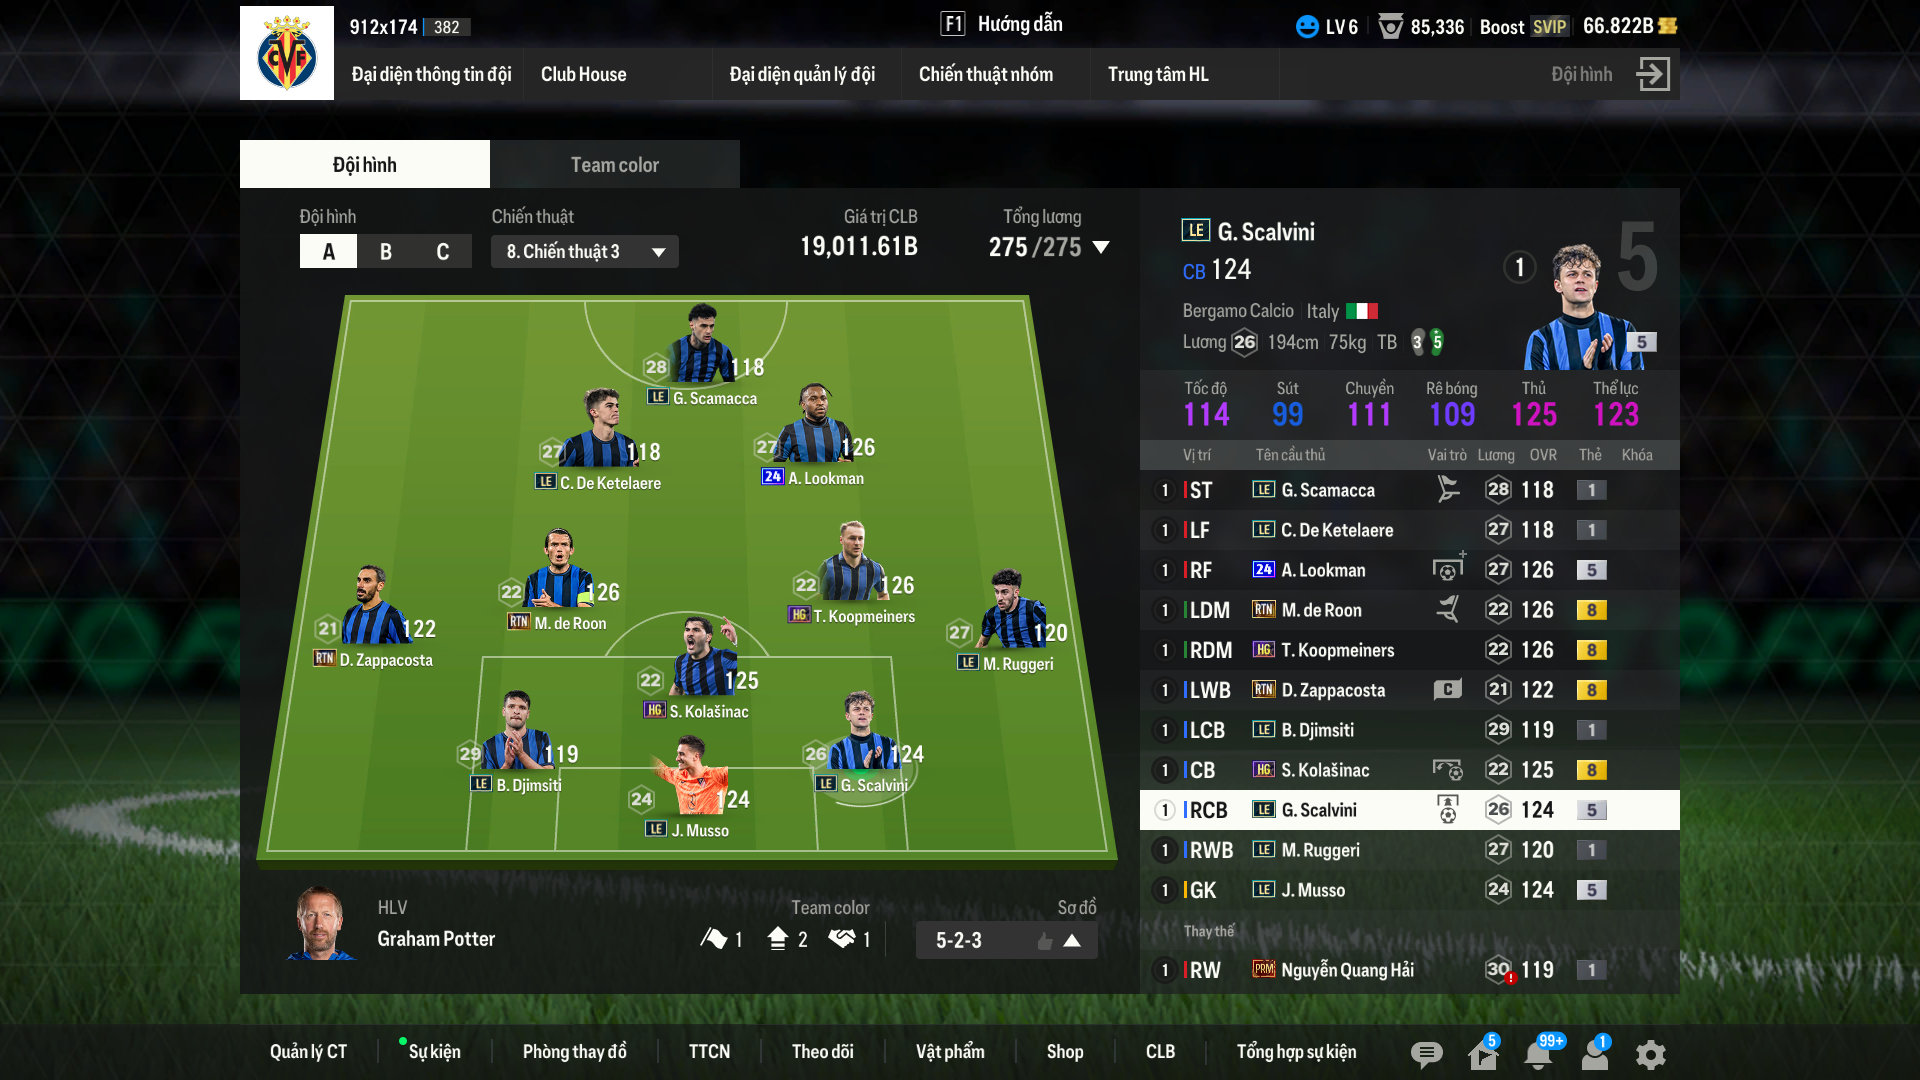 912x174 382
F1 Hướng dẫn
LV 6 85,336 Boost SVIP 66.822B
CVF
Đại diện thông tin đội Club House Đại diện quản lý đội Chiến thuật nhóm Trung tâm HL Đội hình
Đội hình Team color
Đội hình Chiến thuật Giá trị CLB Tổng lương
A B C 8. Chiến thuật 3 19,011.61B 275 /275
28 118
LE G. Scamacca
27 118
LE C. De Ketelaere
27 126
24 A. Lookman
22 126
RTN M. de Roon
22 126
HG T. Koopmeiners
21 122
RTN D. Zappacosta
27 120
LE M. Ruggeri
22 125
HG S. Kolašinac
29 119
LE B. Djimsiti
26 124
LE G. Scalvini
24 124
LE J. Musso
HLV
Graham Potter
Team color
1 2 1
Sơ đồ
5-2-3
LE G. Scalvini
CB 124
1 5
Bergamo Calcio Italy
Lương 26 194cm 75kg TB 3 5
5
Tốc độ Sút Chuyền Rê bóng Thủ Thể lực
114 99 111 109 125 123
Vị trí Tên cầu thủ Vai trò Lương OVR Thẻ Khóa
1 ST LE G. Scamacca 28 118 1
1 LF LE C. De Ketelaere 27 118 1
1 RF 24 A. Lookman 27 126 5
1 LDM RTN M. de Roon 22 126 8
1 RDM HG T. Koopmeiners 22 126 8
1 LWB RTN D. Zappacosta C 21 122 8
1 LCB LE B. Djimsiti 29 119 1
1 CB HG S. Kolašinac 22 125 8
1 RCB LE G. Scalvini 26 124 5
1 RWB LE M. Ruggeri 27 120 1
1 GK LE J. Musso 24 124 5
Thay thế
1 RW PRM Nguyễn Quang Hải 30 119 1
Quản lý CT Sự kiện Phòng thay đồ TTCN Theo dõi Vật phẩm Shop CLB Tổng hợp sự kiện 5 99+ 1